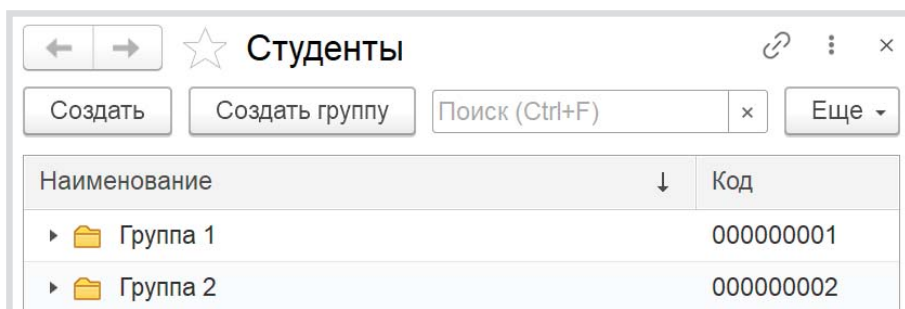 Студенты
Создать Создать группу Поиск (Ctrl+F) Еще
Наименование Код
Группа 1 000000001
Группа 2 000000002